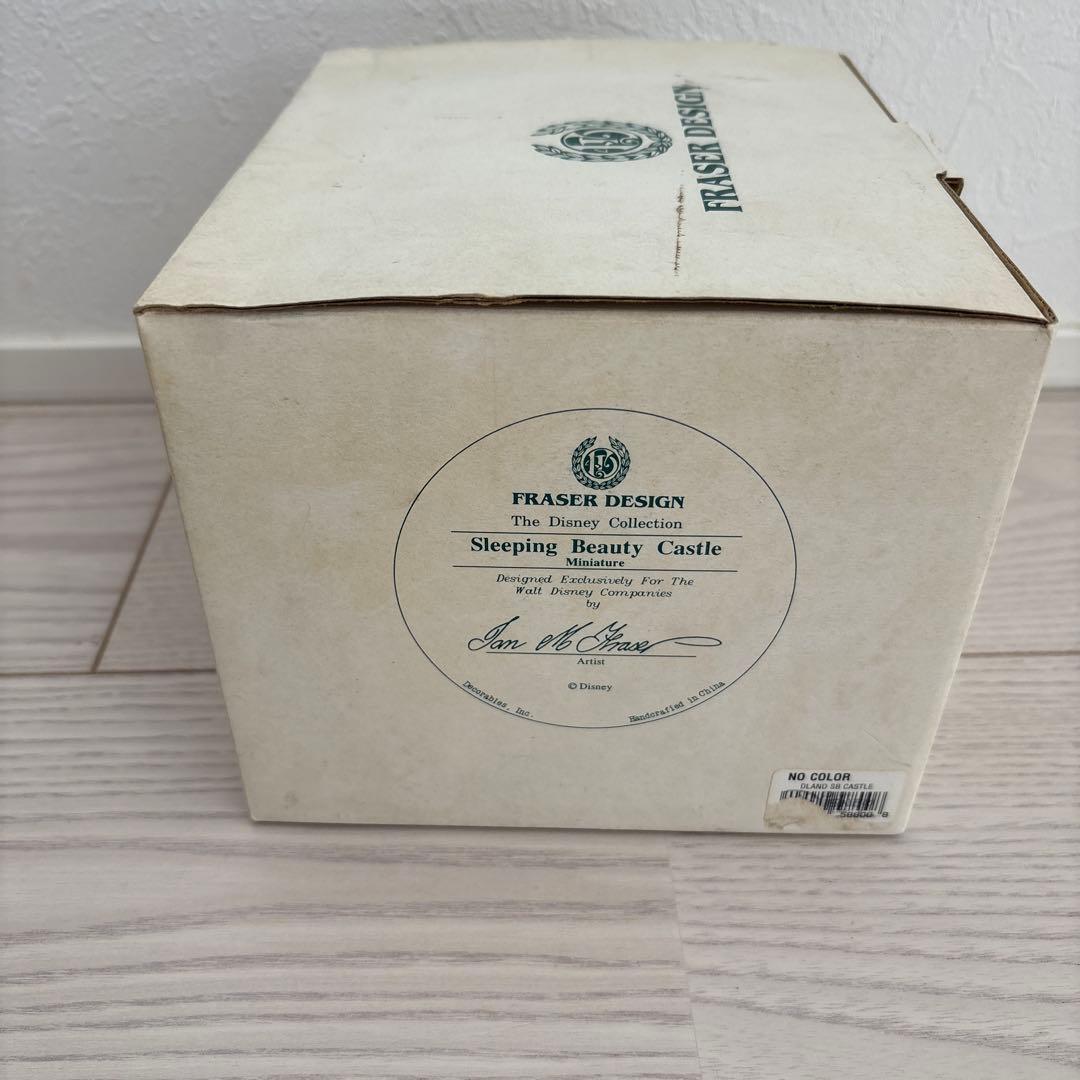 FRASER DESIGN
FRASER DESIGN
The Disney Collection
Sleeping Beauty Castle
Miniature
Designed Exclusively For The
Walt Disney Companies
by
Ian M Fraser
Artist
© Disney
Decorables, Inc.
Handcrafted in China
NO COLOR
DLAND SB CASTLE